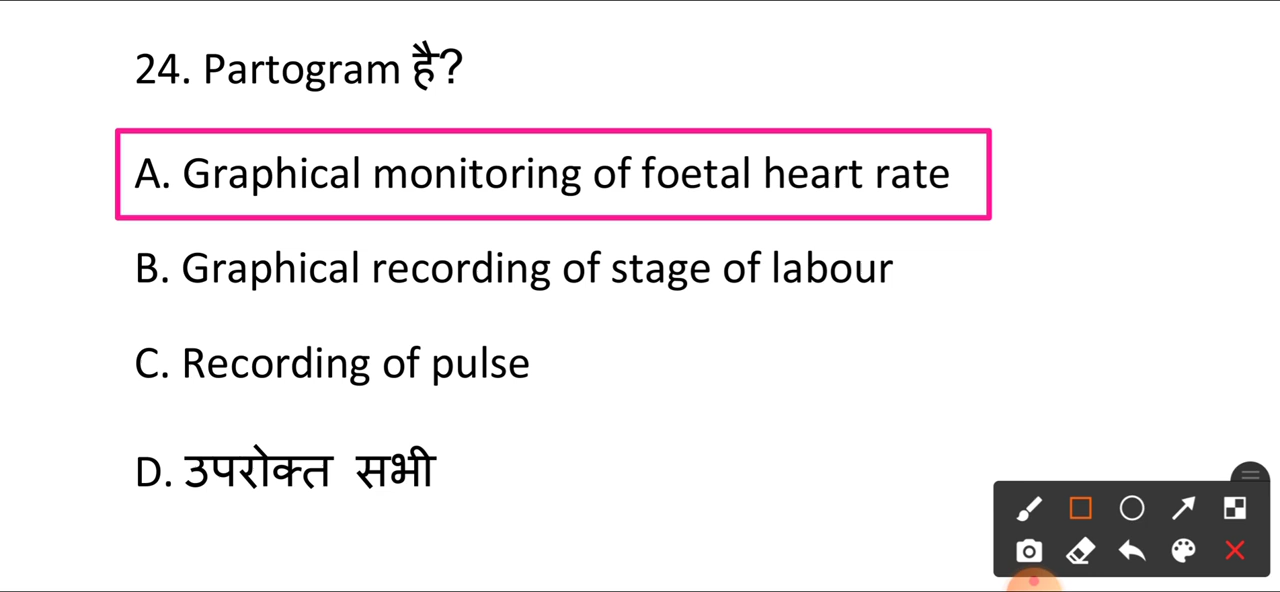 24. Partogram है?
A. Graphical monitoring of foetal heart rate
B. Graphical recording of stage of labour
C. Recording of pulse
D. उपरोक्त सभी